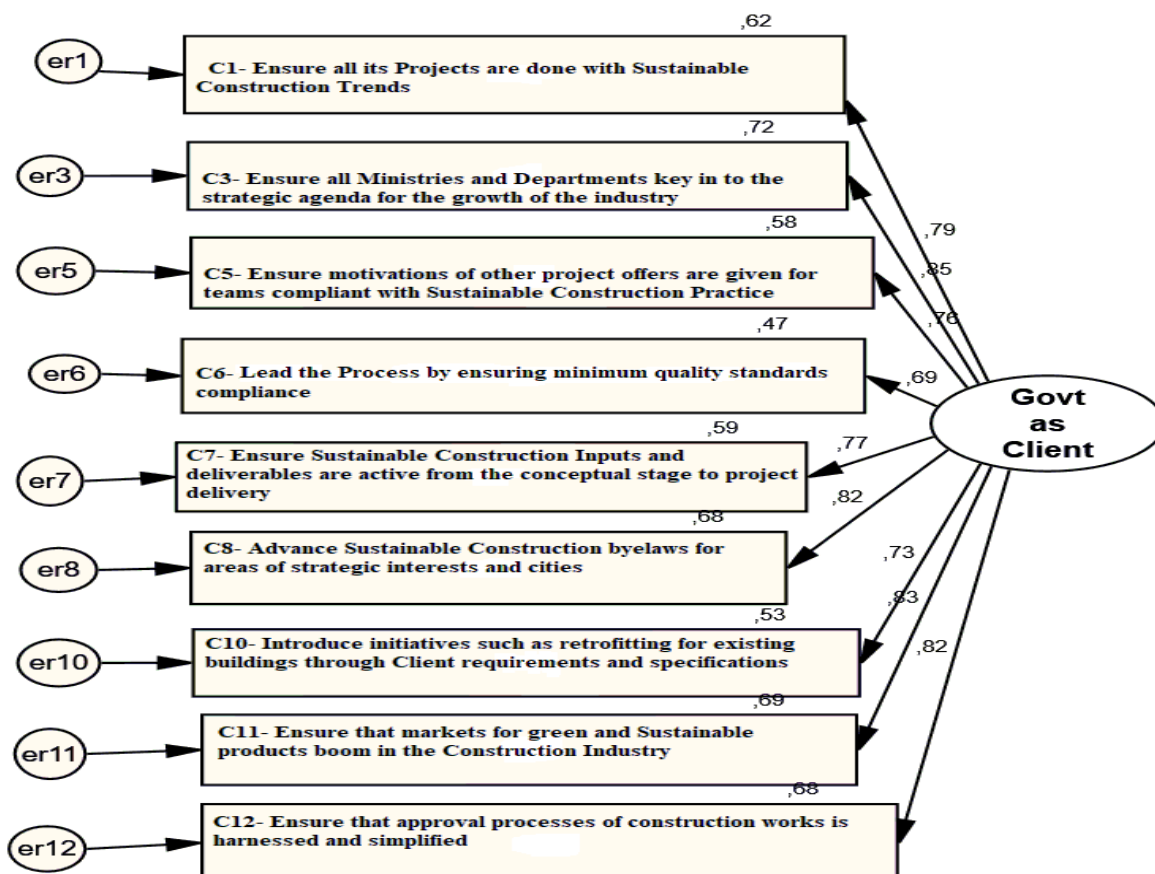 ,62
er1
C1- Ensure all its Projects are done with Sustainable
Construction Trends
,72
er3
C3- Ensure all Ministries and Departments key in to the
strategic agenda for the growth of the industry
,58
er5
C5- Ensure motivations of other project offers are given for
teams compliant with Sustainable Construction Practice
,47
er6
C6- Lead the Process by ensuring minimum quality standards
compliance
,59
er7
C7- Ensure Sustainable Construction Inputs and
deliverables are active from the conceptual stage to project
delivery
,68
er8
C8- Advance Sustainable Construction byelaws for
areas of strategic interests and cities
,53
er10
C10- Introduce initiatives such as retrofitting for existing
buildings through Client requirements and specifications
,69
er11
C11- Ensure that markets for green and Sustainable
products boom in the Construction Industry
,68
er12
C12- Ensure that approval processes of construction works is
harnessed and simplified
,79
,85
,76
,69
,77
,82
,73
,83
,82
Govt
as
Client